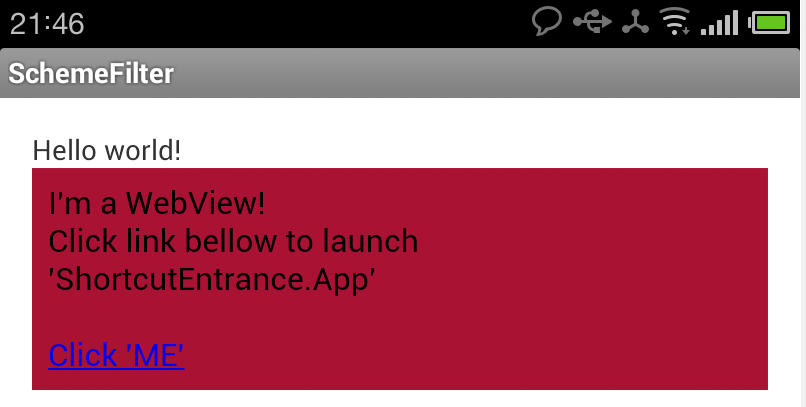 21:46
SchemeFilter
Hello world!
I'm a WebView!
Click link bellow to launch
'ShortcutEntrance.App'
Click 'ME'